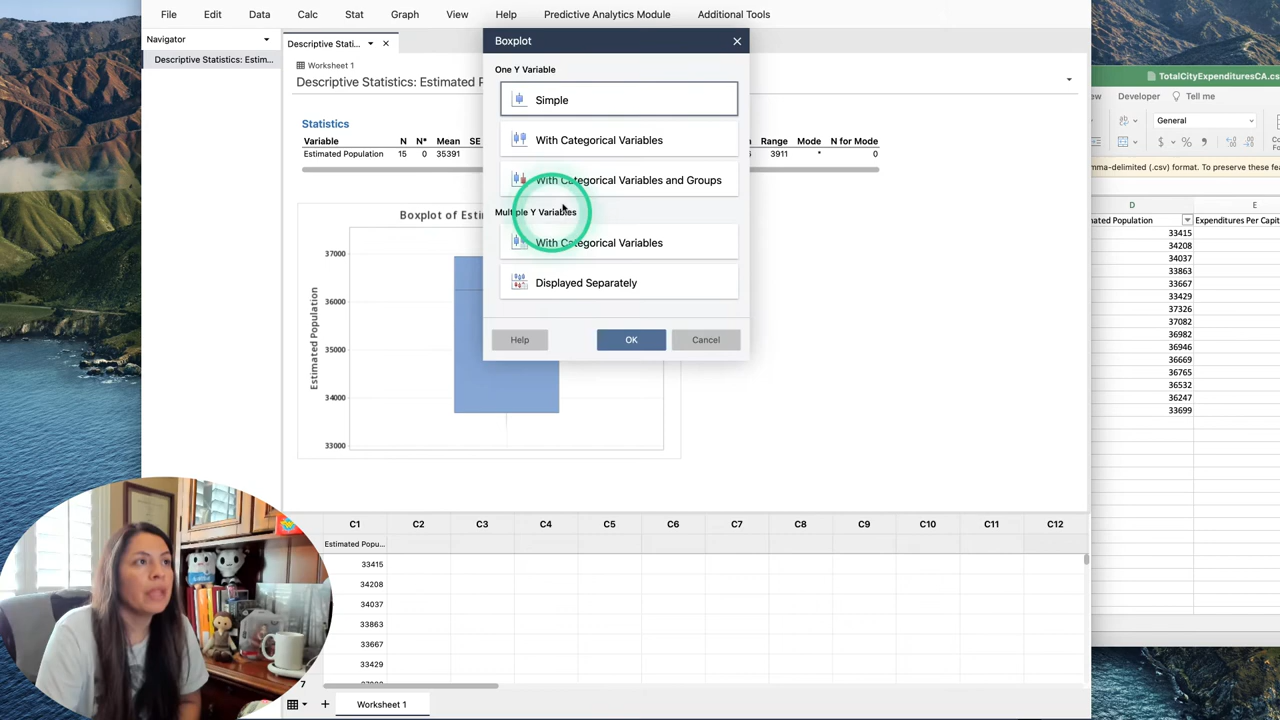 File Edit Data Calc Stat Graph View Help Predictive Analytics Module Additional Tools
Navigator
Descriptive Statistics: Estim...
Descriptive Stati...
Worksheet 1
Descriptive Statistics: Estimated P
Statistics
Variable N N* Mean SE Range Mode N for Mode
Estimated Population 15 0 35391 3911 * 0
Boxplot of Esti
Estimated Population
37000
36000
35000
34000
33000
Boxplot
One Y Variable
Simple
With Categorical Variables
With Categorical Variables and Groups
Multiple Y Variables
With Categorical Variables
Displayed Separately
Help OK Cancel
C1 C2 C3 C4 C5 C6 C7 C8 C9 C10 C11 C12
Estimated Popu...
33415
34208
34037
33863
33667
33429
7
Worksheet 1
TotalCityExpendituresCA.cs
ew Developer Tell me
General
mma-delimited (.csv) format. To preserve these fea
D E
nated Population Expenditures Per Capit
33415
34208
34037
33863
33667
33429
37326
37082
36982
36946
36669
36765
36532
36247
33699